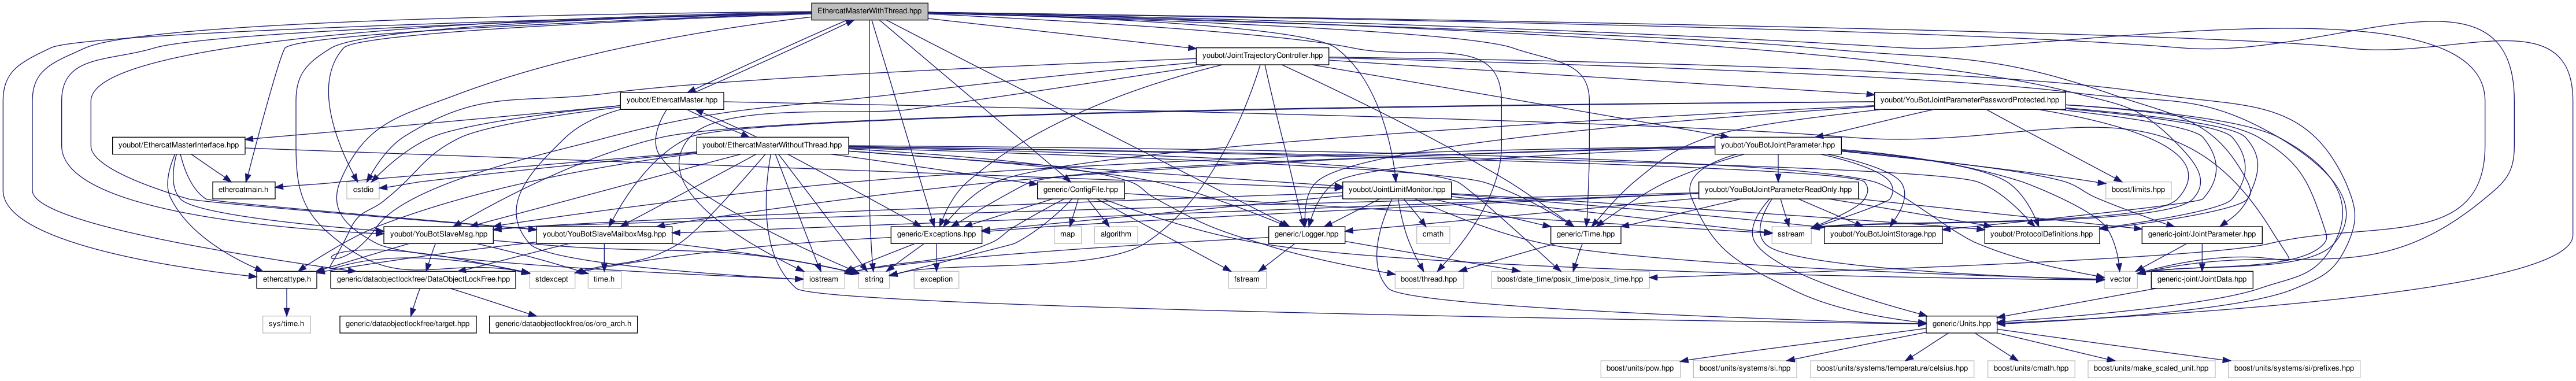 EthercatMasterWithThread.hpp
youbot/JointTrajectoryController.hpp
youbot/EthercatMaster.hpp
youbot/YouBotJointParameterPasswordProtected.hpp
youbot/EthercatMasterInterface.hpp
youbot/EthercatMasterWithoutThread.hpp
youbot/YouBotJointParameter.hpp
ethercatmain.h
cstdio
generic/ConfigFile.hpp
youbot/JointLimitMonitor.hpp
youbot/YouBotJointParameterReadOnly.hpp
boost/limits.hpp
youbot/YouBotSlaveMsg.hpp
youbot/YouBotSlaveMailboxMsg.hpp
generic/Exceptions.hpp
map
algorithm
generic/Logger.hpp
cmath
generic/Time.hpp
sstream
youbot/YouBotJointStorage.hpp
youbot/ProtocolDefinitions.hpp
generic-joint/JointParameter.hpp
ethercattype.h
generic/dataobjectlockfree/DataObjectLockFree.hpp
stdexcept
time.h
iostream
string
exception
fstream
boost/thread.hpp
boost/date_time/posix_time/posix_time.hpp
vector
generic-joint/JointData.hpp
sys/time.h
generic/dataobjectlockfree/target.hpp
generic/dataobjectlockfree/os/oro_arch.h
generic/Units.hpp
boost/units/pow.hpp
boost/units/systems/si.hpp
boost/units/systems/temperature/celsius.hpp
boost/units/cmath.hpp
boost/units/make_scaled_unit.hpp
boost/units/systems/si/prefixes.hpp